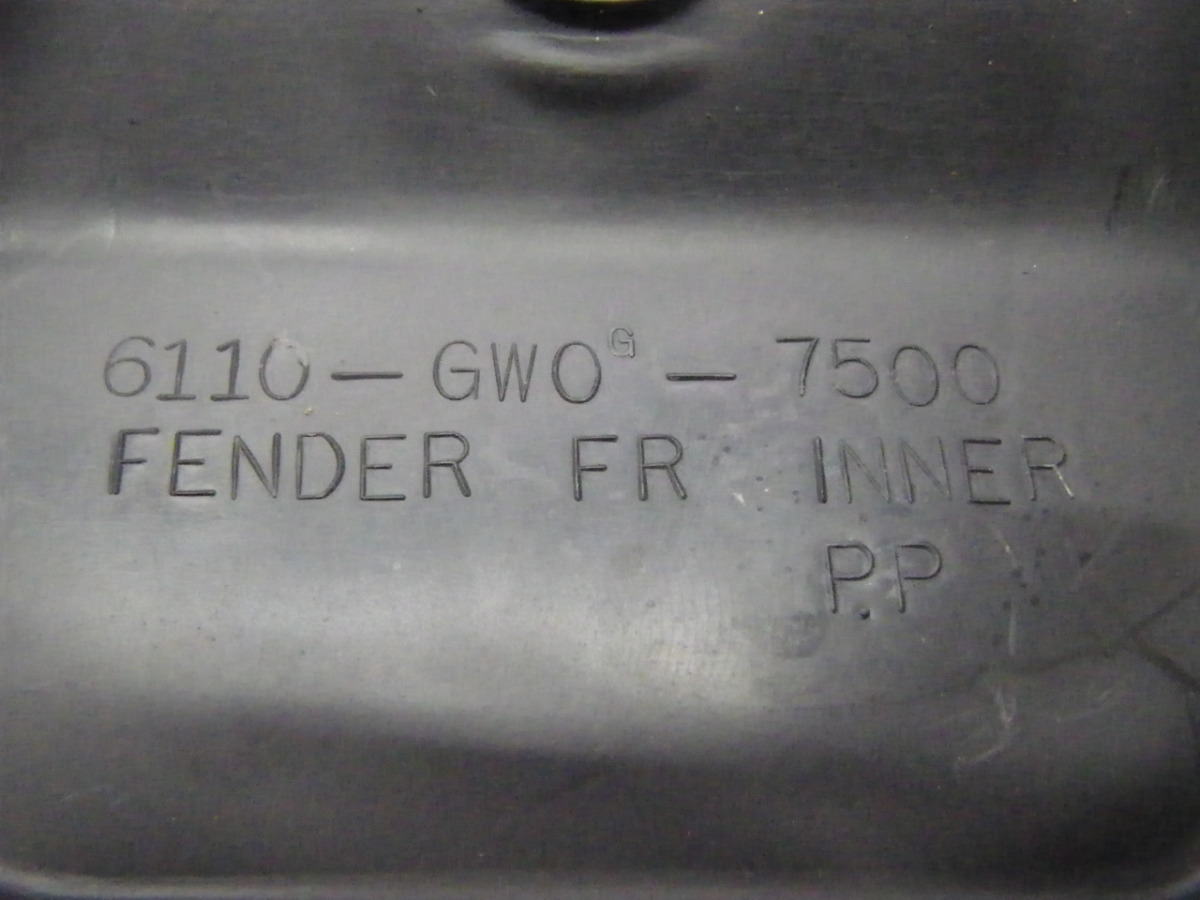 6110-GWO G -7500
FENDER FR INNER
P.P